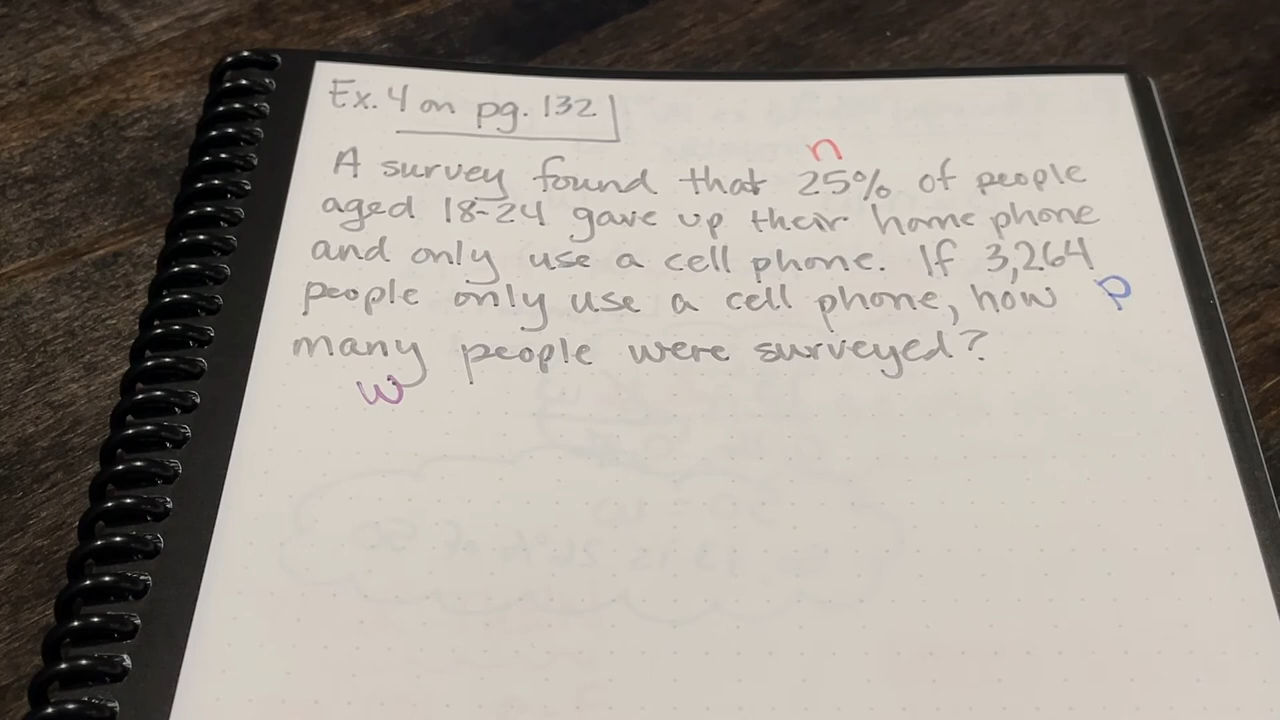 Ex. 4 on pg. 132
n
A survey found that 25% of people
aged 18-24 gave up their home phone
and only use a cell phone. If 3,264
people only use a cell phone, how p
many people were surveyed?
w